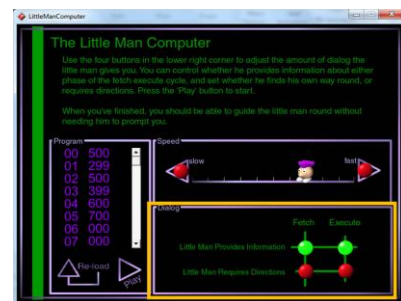 LittleManComputer
The Little Man Computer
Use the four buttons in the lower right corner to adjust the amount of dialog
the little man gives you. You can control whether he provides information about either
phase of the fetch execute cycle, and set whether he finds his own way round, or
requires directions. Press the 'Play' button to start.
When you've finished, you should be able to guide the little man round without
needing him to prompt you.
Program
00 500
01 299
02 500
03 399
04 600
05 700
06 000
07 000
Re-load
Play
Speed
slow
fast
Dialog
Fetch Execute
Little Man Provides Information
Little Man Requires Directions